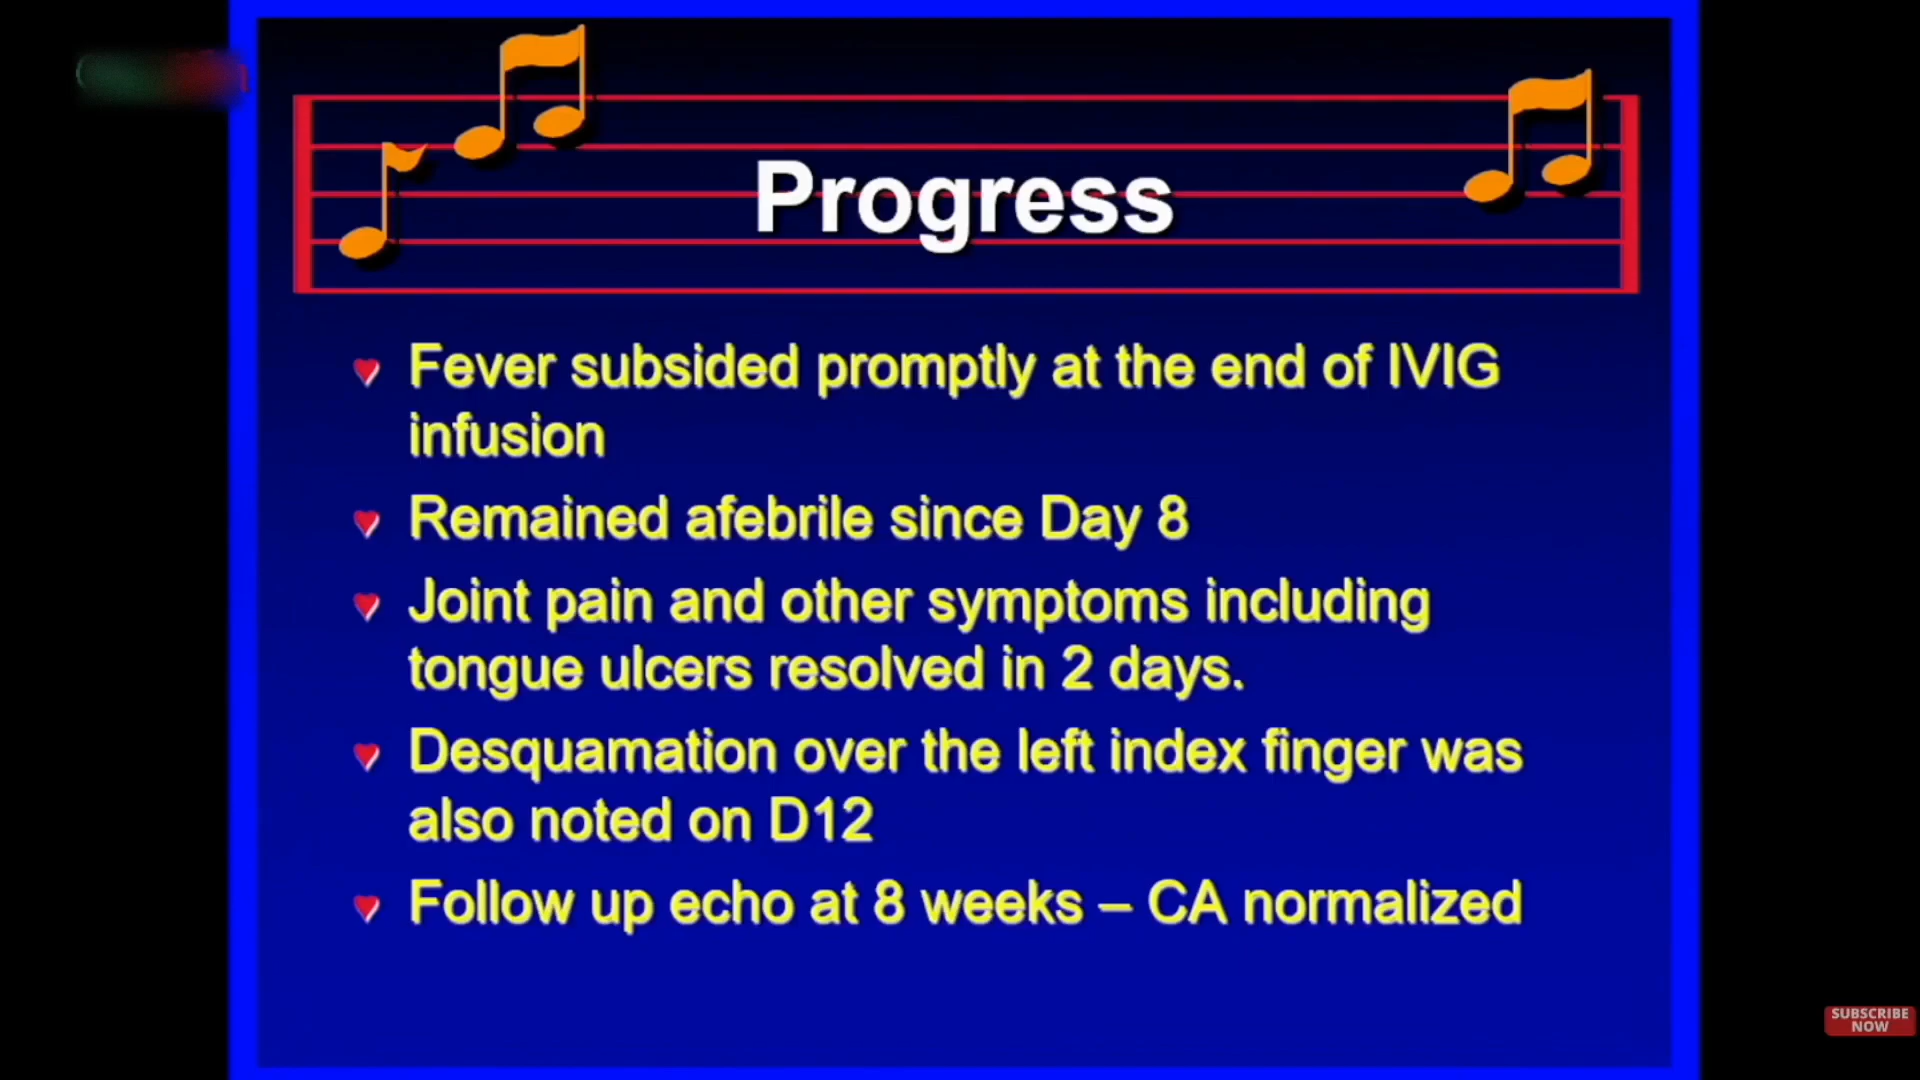 Progress
Fever subsided promptly at the end of IVIG
infusion
Remained afebrile since Day 8
Joint pain and other symptoms including
tongue ulcers resolved in 2 days.
Desquamation over the left index finger was
also noted on D12
Follow up echo at 8 weeks – CA normalized
SUBSCRIBE
NOW